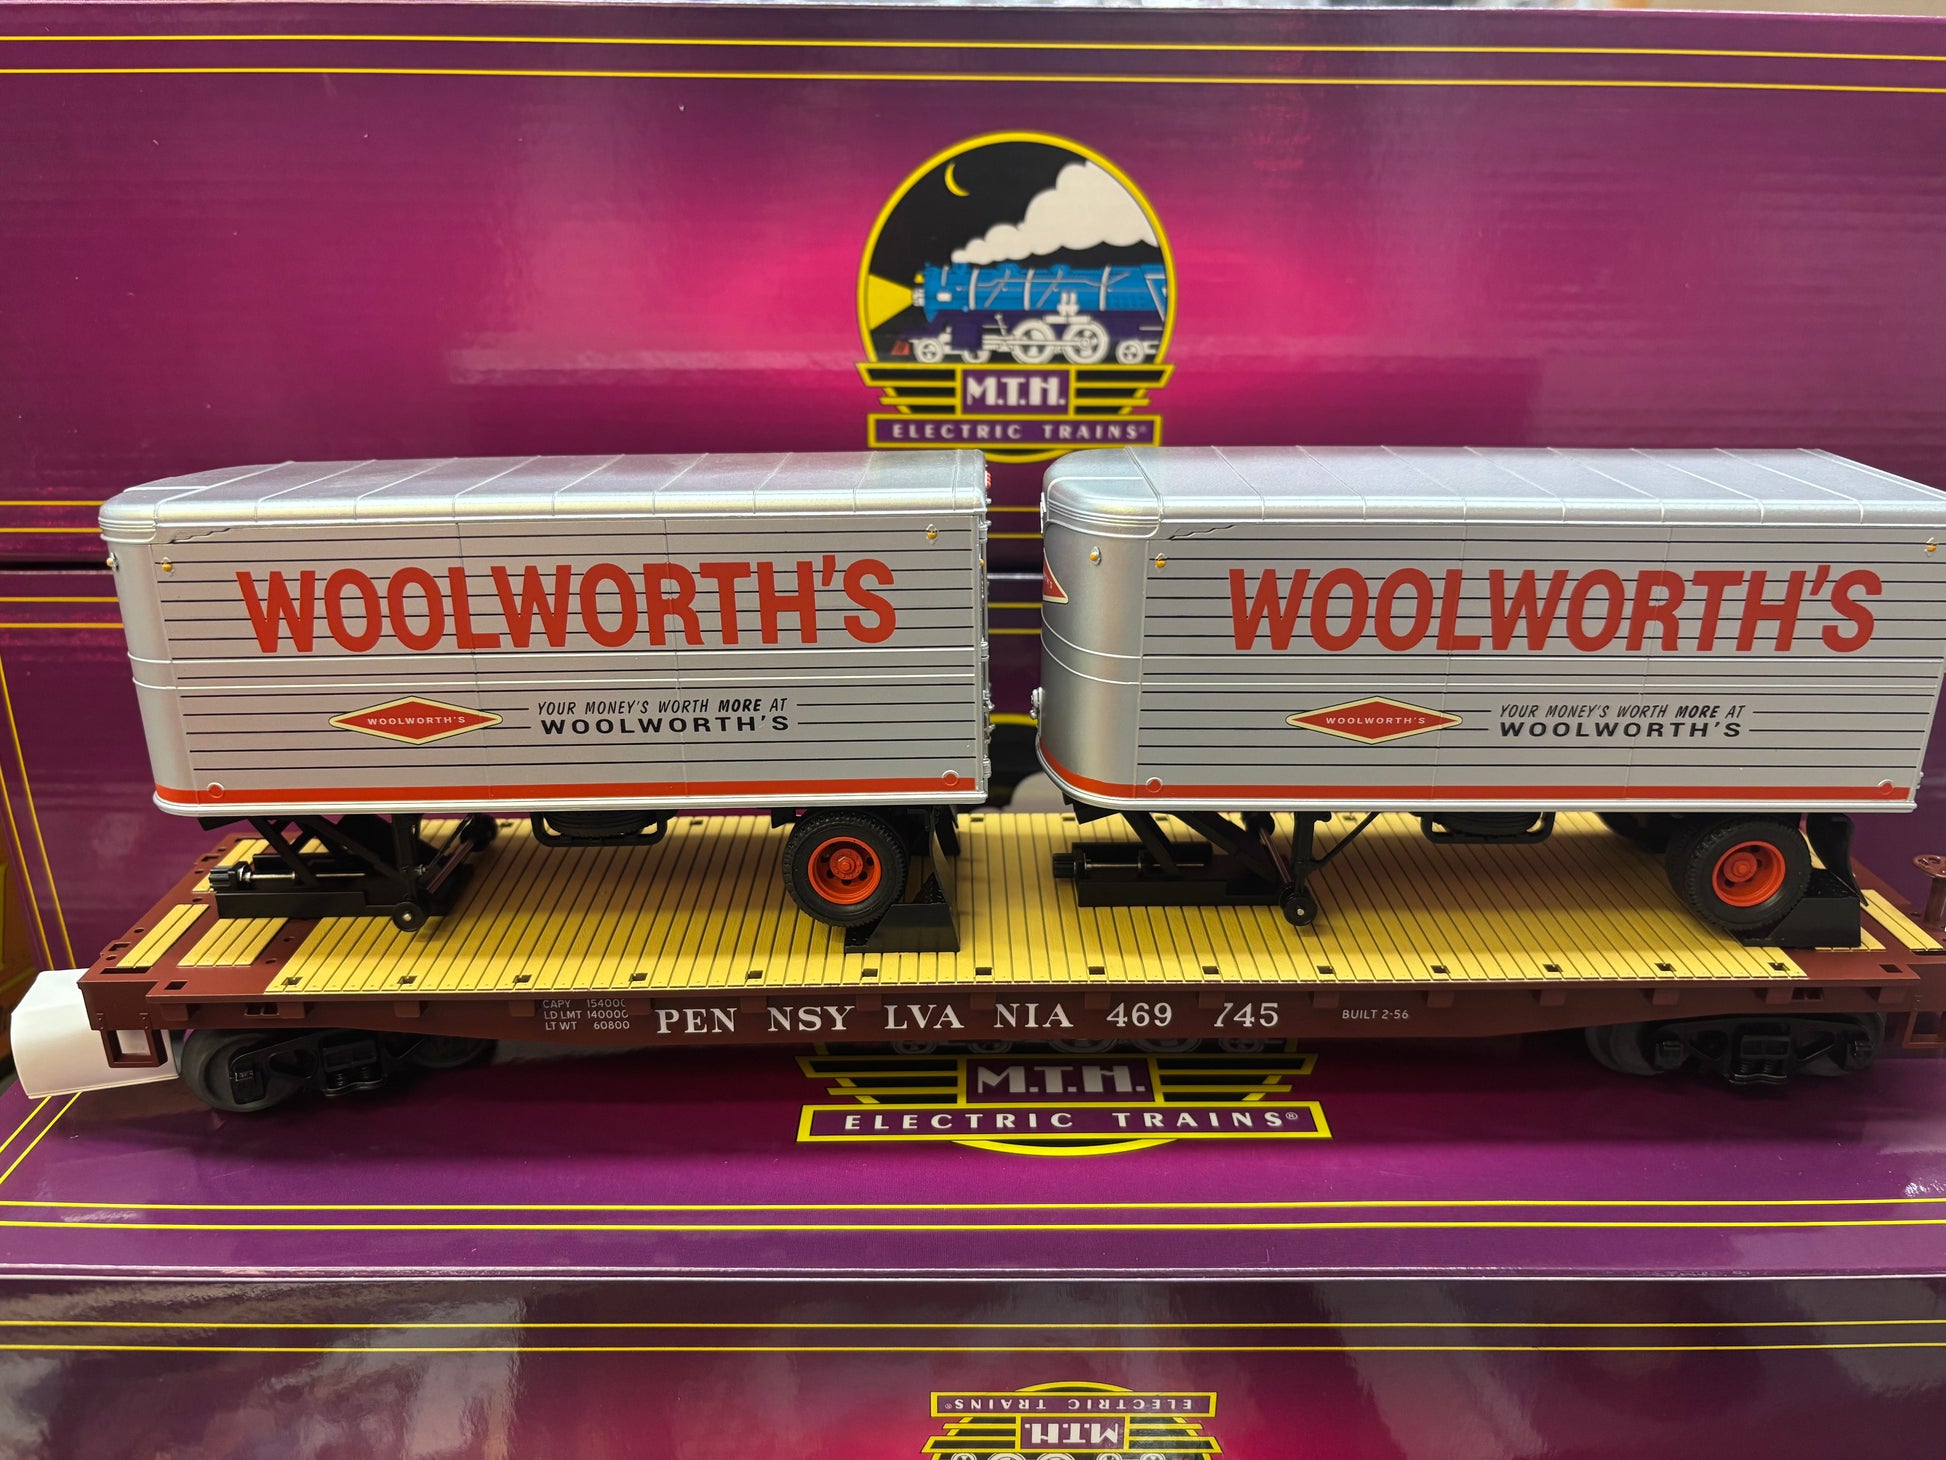 M.T.H.
ELECTRIC TRAINS®
WOOLWORTH'S
WOOLWORTH'S
YOUR MONEY'S WORTH MORE AT
WOOLWORTH'S
WOOLWORTH'S
WOOLWORTH'S
YOUR MONEY'S WORTH MORE AT
WOOLWORTH'S
CAPY 154000
LD LMT 140000
LT WT 60800
PEN NSY LVA NIA 469 745
BUILT 2-56
M.T.H.
ELECTRIC TRAINS®
ELECTRIC TRAINS®
M.T.H.